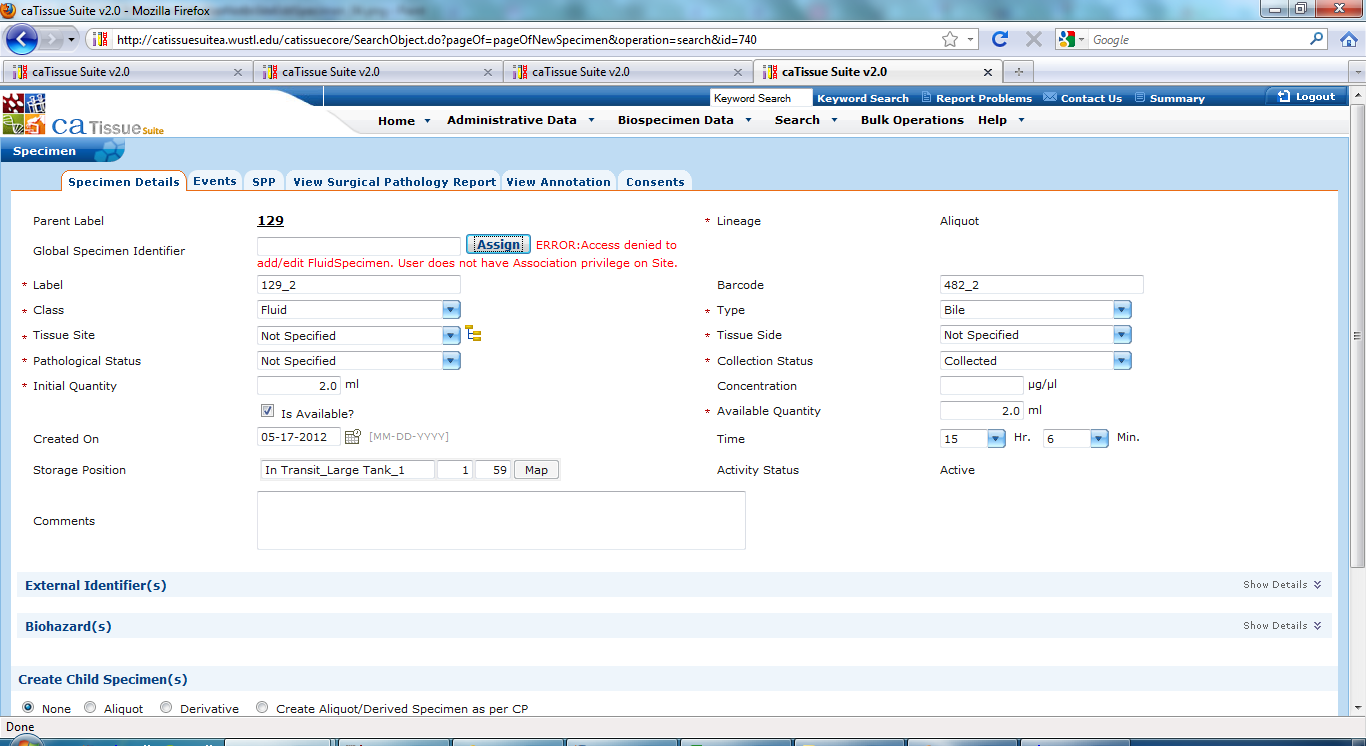 caTissue Suite v2.0 - Mozilla Firefox
http://catissuesuitea.wustl.edu/catissuecore/SearchObject.do?pageOf=pageOfNewSpecimen&operation=search&id=740
Google
caTissue Suite v2.0
caTissue Suite v2.0
caTissue Suite v2.0
caTissue Suite v2.0
Keyword Search
Keyword Search
Report Problems
Contact Us
Summary
Logout
ca Tissue Suite
Home
Administrative Data
Biospecimen Data
Search
Bulk Operations
Help
Specimen
Specimen Details
Events
SPP
View Surgical Pathology Report
View Annotation
Consents
Parent Label 129
* Lineage Aliquot
Global Specimen Identifier
Assign ERROR:Access denied to
add/edit FluidSpecimen. User does not have Association privilege on Site.
* Label 129_2
Barcode 482_2
* Class Fluid
* Type Bile
* Tissue Site Not Specified
* Tissue Side Not Specified
* Pathological Status Not Specified
* Collection Status Collected
* Initial Quantity 2.0 ml
Concentration µg/µl
Is Available?
* Available Quantity 2.0 ml
Created On 05-17-2012 [MM-DD-YYYY]
Time 15 Hr. 6 Min.
Storage Position In Transit_Large Tank_1 1 59 Map
Activity Status Active
Comments
External Identifier(s) Show Details
Biohazard(s) Show Details
Create Child Specimen(s)
None Aliquot Derivative Create Aliquot/Derived Specimen as per CP
Done